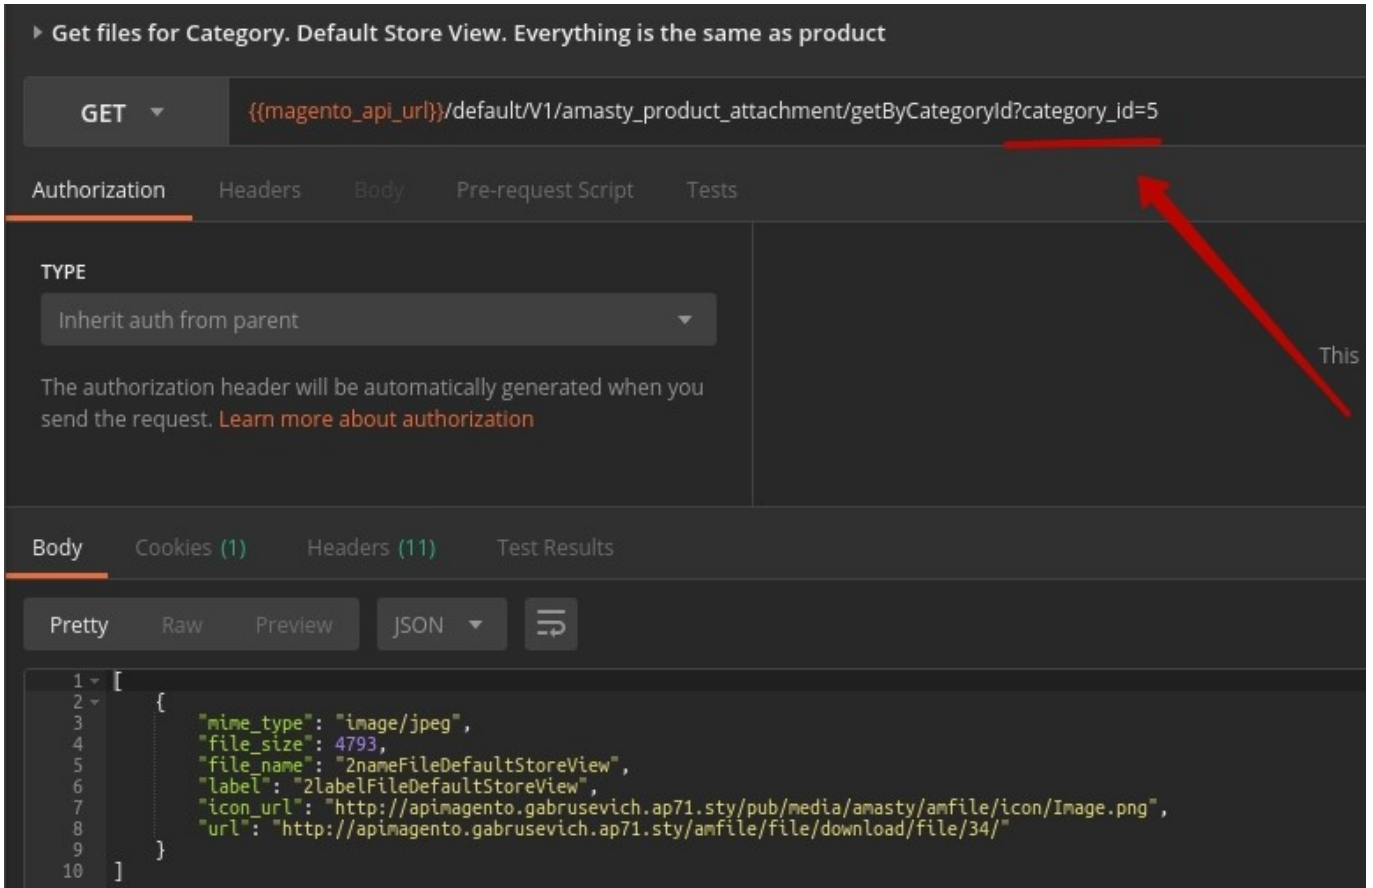 Get files for Category. Default Store View. Everything is the same as product
GET {{magento_api_url}}/default/V1/amasty_product_attachment/getByCategoryId?category_id=5
Authorization Headers Body Pre-request Script Tests
TYPE
Inherit auth from parent
This
The authorization header will be automatically generated when you
send the request. Learn more about authorization
Body Cookies (1) Headers (11) Test Results
Pretty Raw Preview JSON
1 [
2 {
3 "mime_type": "image/jpeg",
4 "file_size": 4793,
5 "file_name": "2nameFileDefaultStoreView",
6 "label": "2labelFileDefaultStoreView",
7 "icon_url": "http://apimagento.gabrusevich.ap71.sty/pub/media/amasty/amfile/icon/Image.png",
8 "url": "http://apimagento.gabrusevich.ap71.sty/amfile/file/download/file/34/"
9 }
10 ]